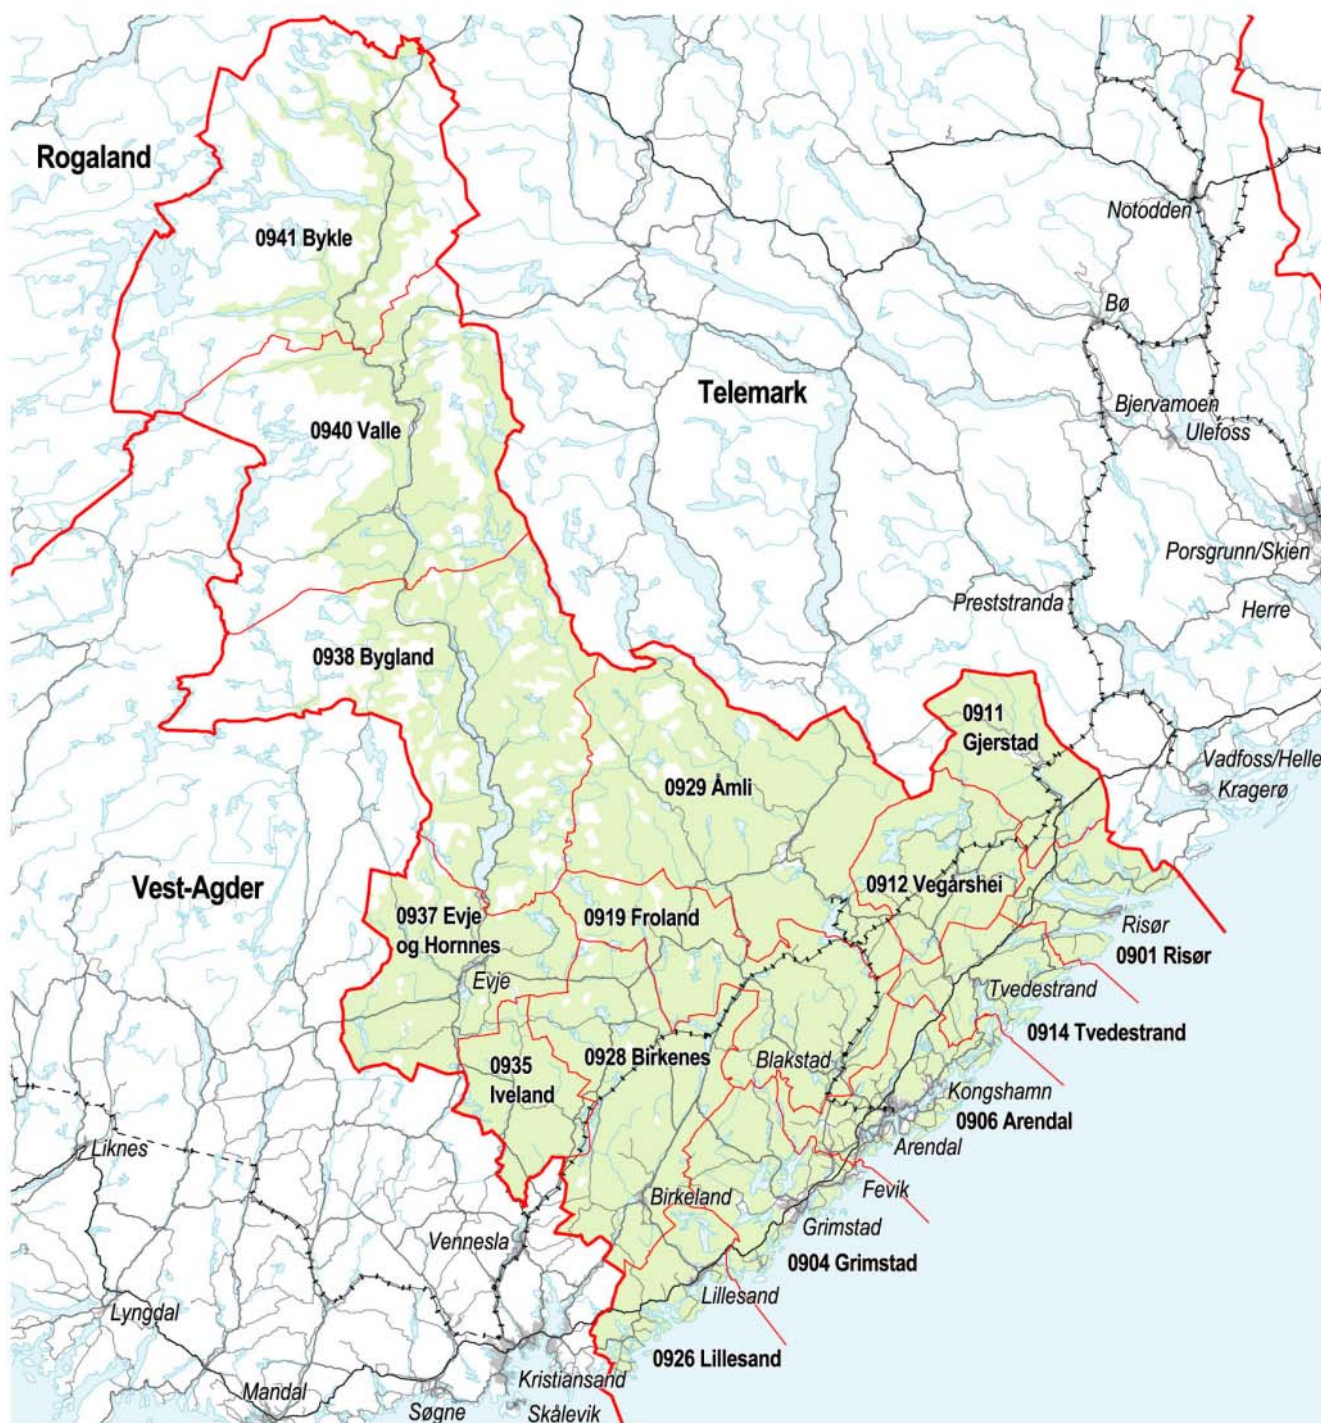 Rogaland
Notodden
0941 Bykle
Bø
Telemark
Bjervamoen
0940 Valle
Ulefoss
Porsgrunn/Skien
Preststranda
Herre
0938 Bygland
0911
Gjerstad
Vadfoss/Helle
0929 Åmli
Kragerø
Vest-Agder
0912 Vegårshei
0937 Evje
og Hornnes
0919 Froland
Risør
0901 Risør
Evje
Tvedestrand
0914 Tvedestrand
0928 Birkenes
Blakstad
0935
Iveland
Kongshamn
0906 Arendal
Liknes
Arendal
Fevik
Birkeland
Grimstad
Vennesla
0904 Grimstad
Lillesand
Lyngdal
0926 Lillesand
Kristiansand
Mandal
Søgne
Skålevik